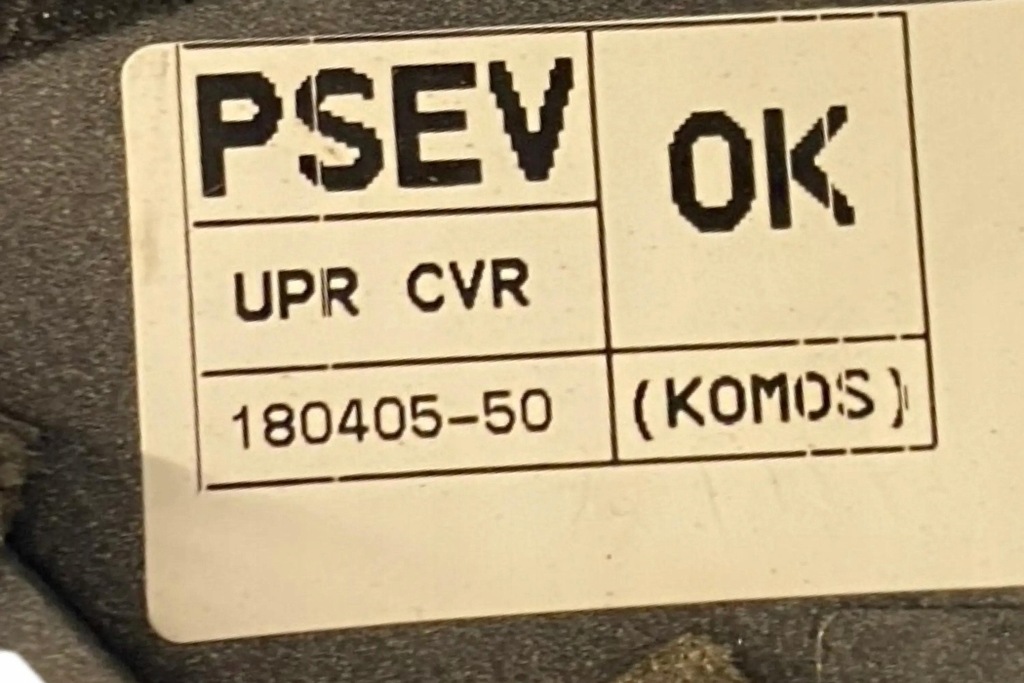 PSEV
OK
UPR CVR
180405-50
(KOMOS)